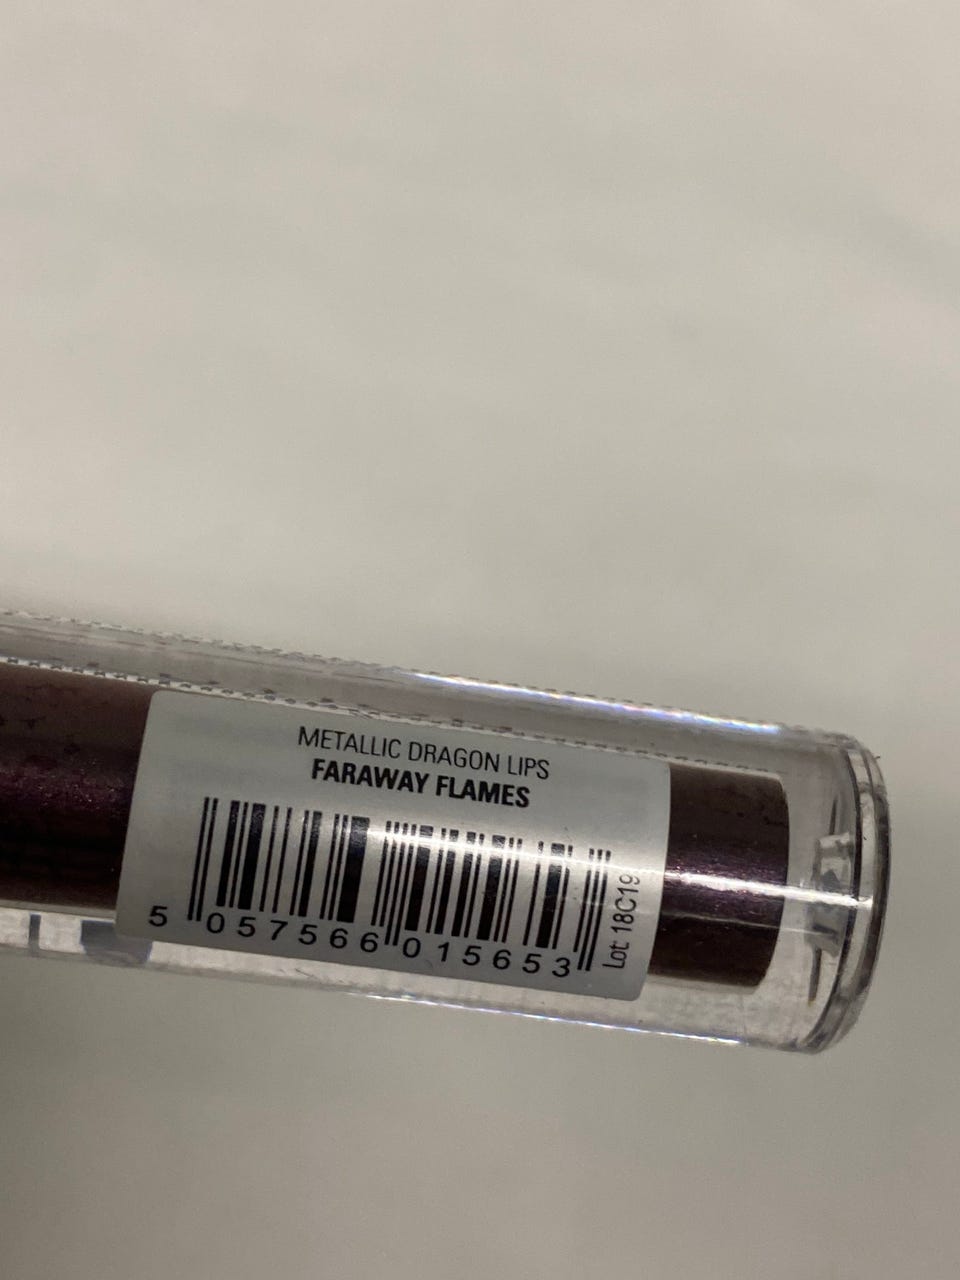 METALLIC DRAGON LIPS
FARAWAY FLAMES
5 057566 015653
Lot 18C19